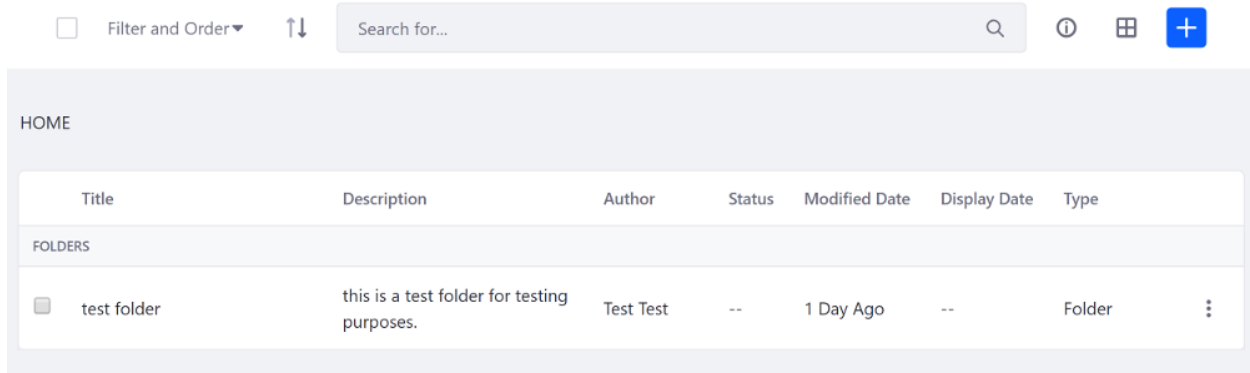 Filter and Order
Search for...
HOME
Title Description Author Status Modified Date Display Date Type
FOLDERS
test folder this is a test folder for testing purposes. Test Test -- 1 Day Ago -- Folder